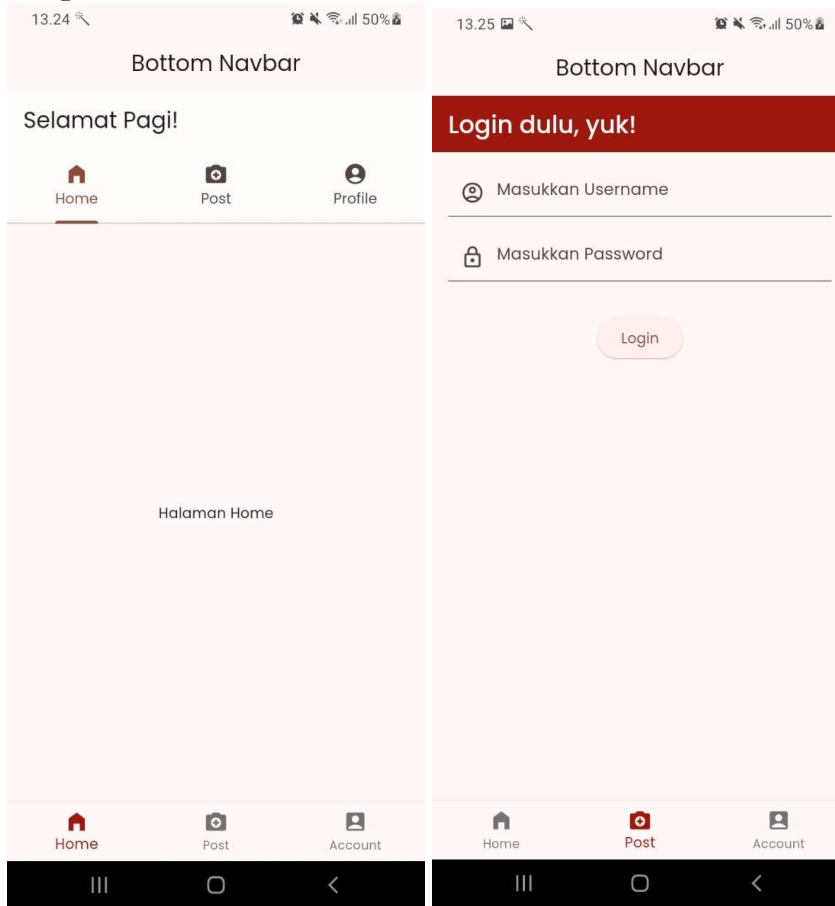 13.24
50%
Bottom Navbar
Selamat Pagi!
Home Post Profile
Halaman Home
Home Post Account
13.25
50%
Bottom Navbar
Login dulu, yuk!
Masukkan Username
Masukkan Password
Login
Home Post Account